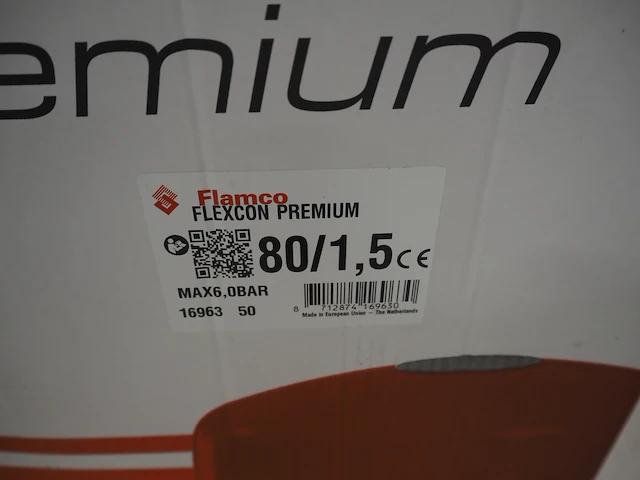 emium
Flamco
FLEXCON PREMIUM
80/1,5 CE
MAX6,0BAR
16963 50
8 712874 169630
Made in European Union – The Netherlands